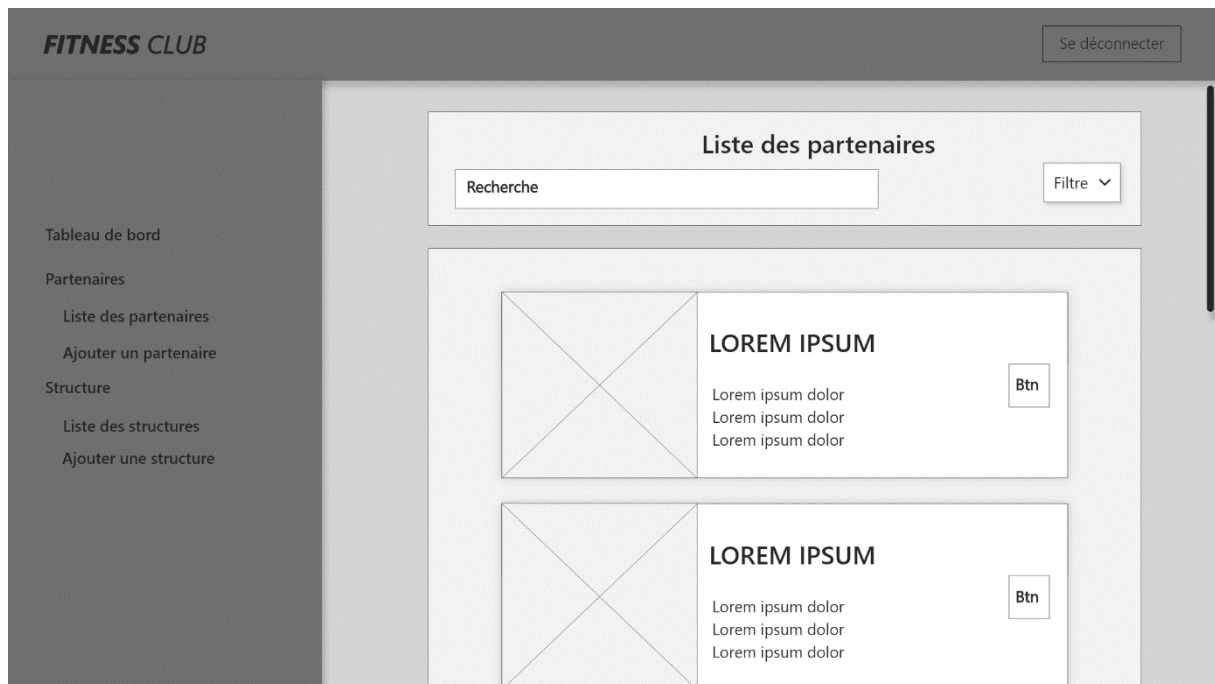 FITNESS CLUB
Se déconnecter
Tableau de bord
Partenaires
Liste des partenaires
Ajouter un partenaire
Structure
Liste des structures
Ajouter une structure
Liste des partenaires
Recherche
Filtre
LOREM IPSUM
Lorem ipsum dolor
Lorem ipsum dolor
Lorem ipsum dolor
Btn
LOREM IPSUM
Lorem ipsum dolor
Lorem ipsum dolor
Lorem ipsum dolor
Btn